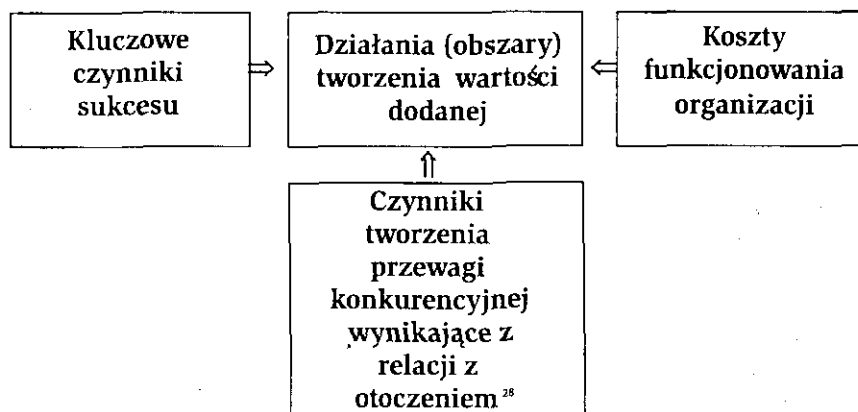 Kluczowe
czynniki
sukcesu
Działania (obszary)
tworzenia wartości
dodanej
Koszty
funkcjonowania
organizacji
Czynniki
tworzenia
przewagi
konkurencyjnej
wynikające z
relacji z
otoczeniem 28